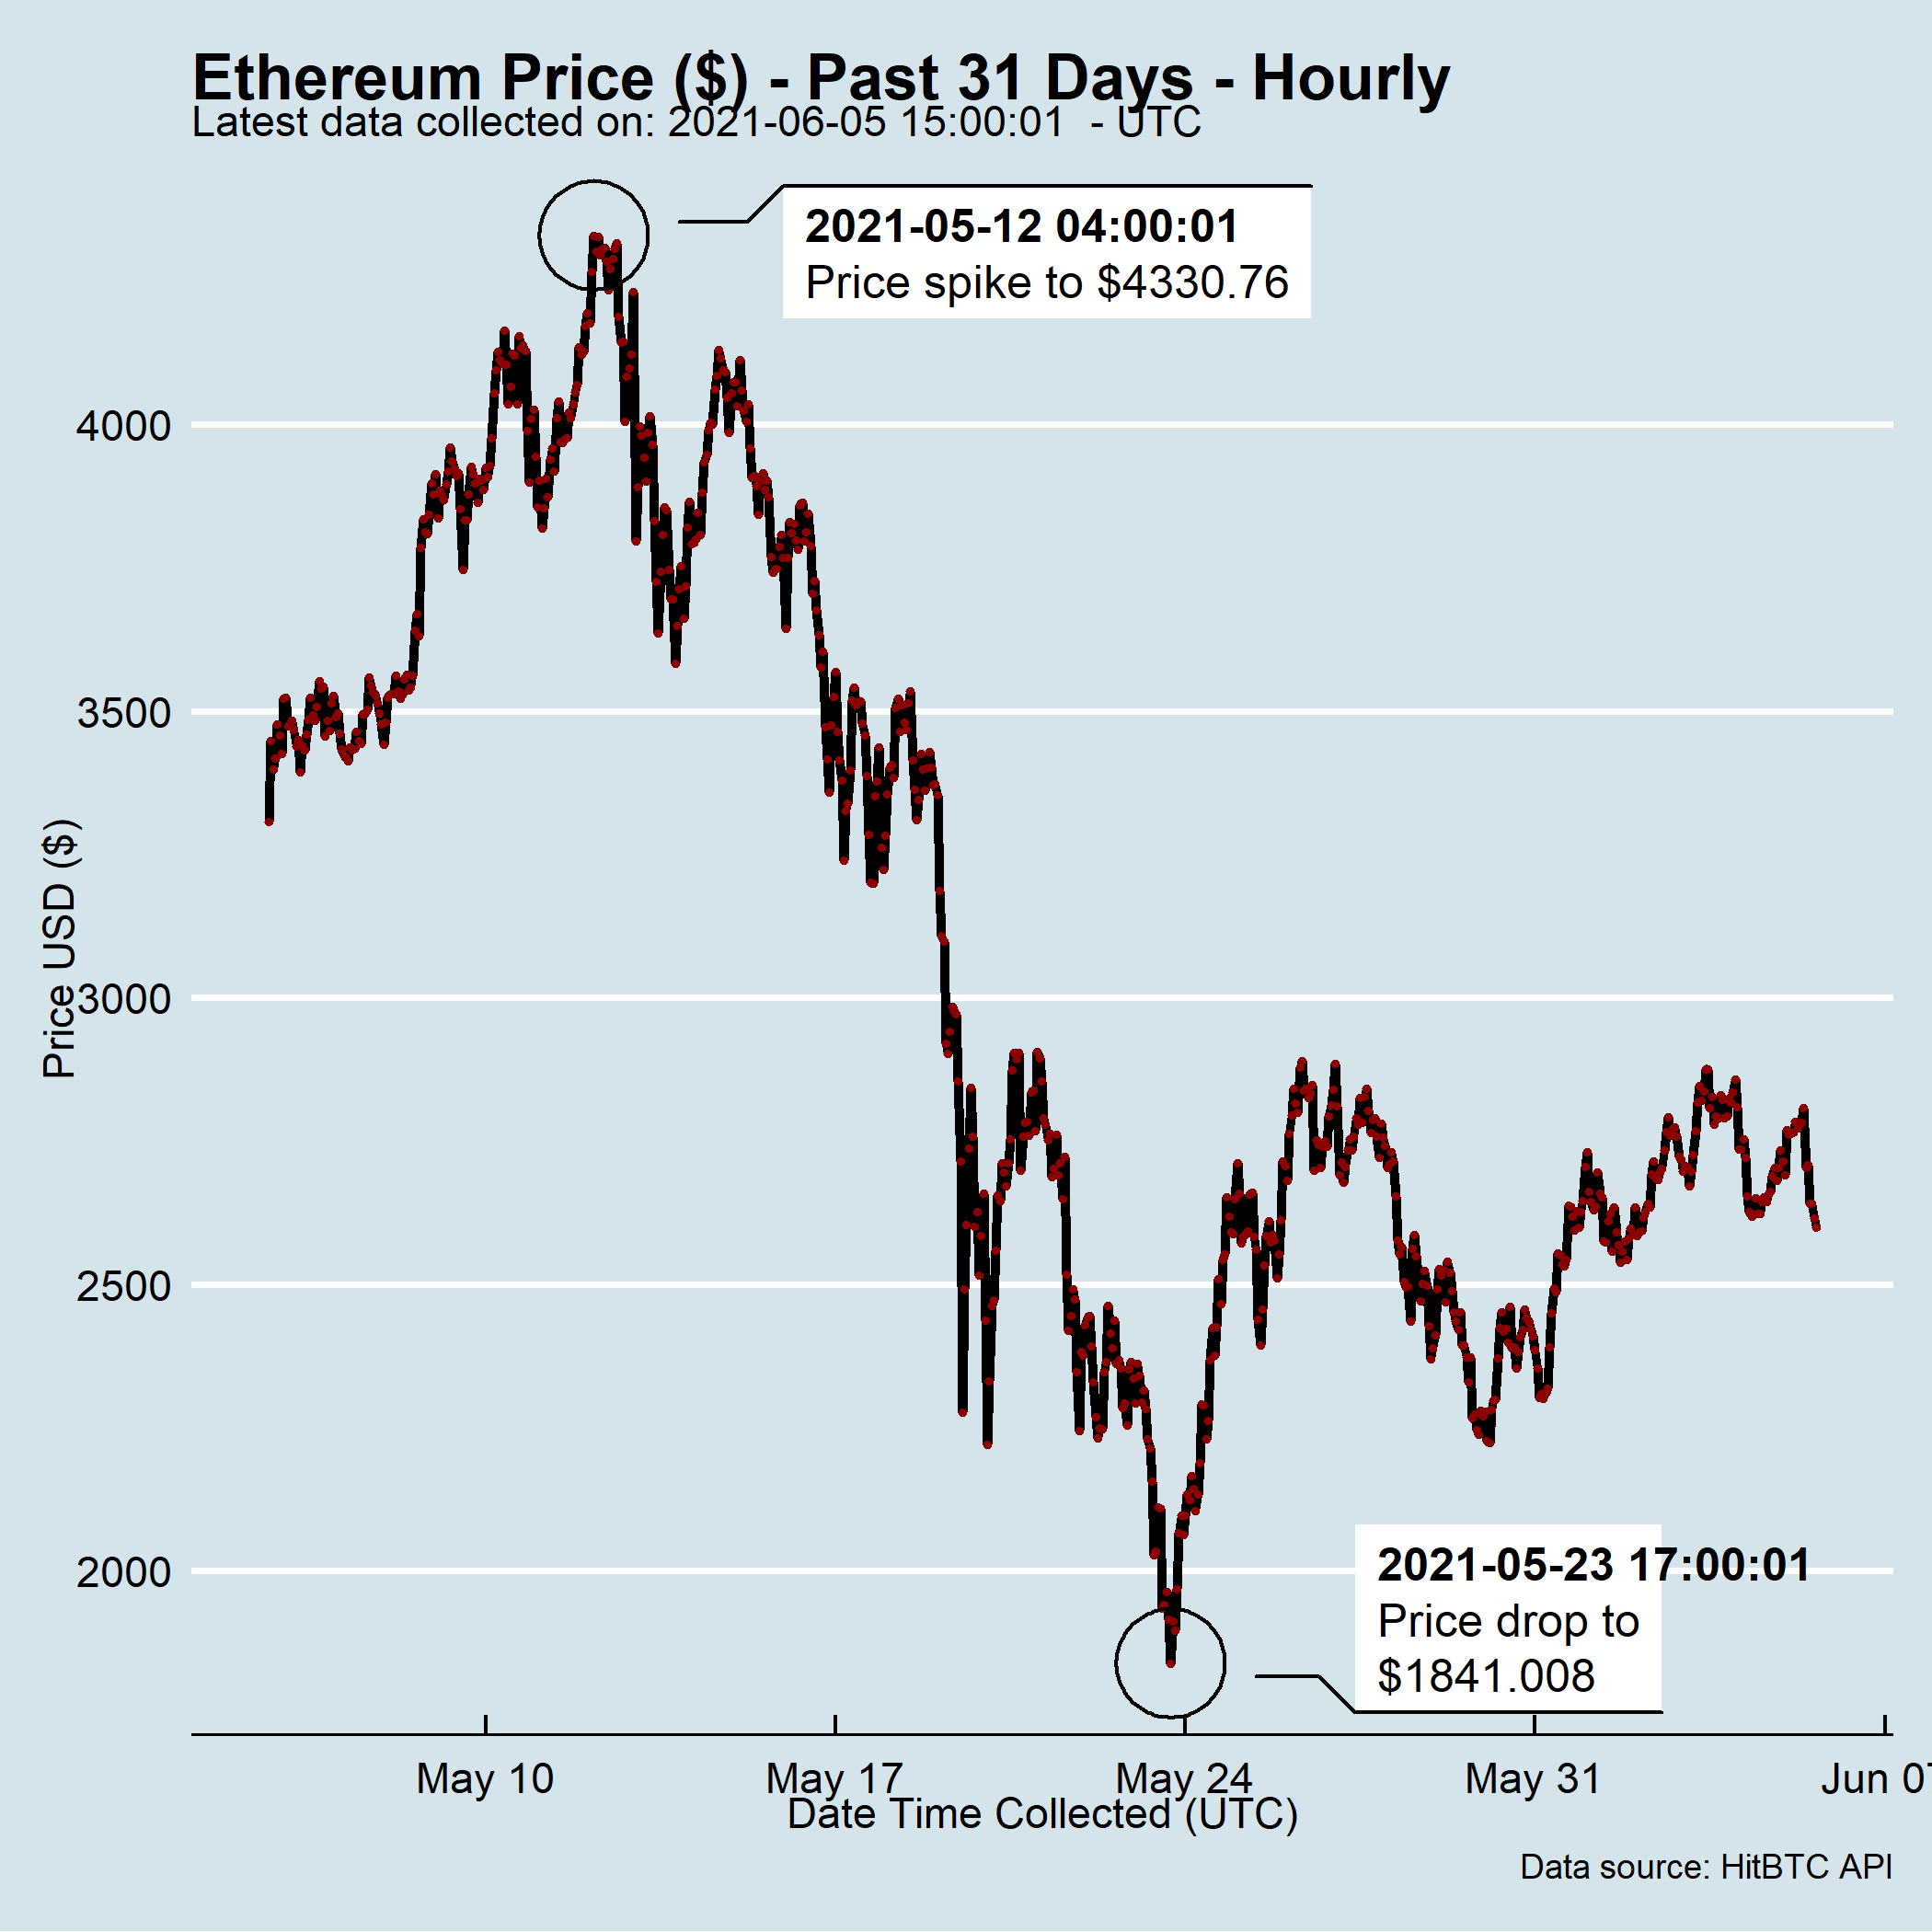 Ethereum Price ($) - Past 31 Days - Hourly
Latest data collected on: 2021-06-05 15:00:01  - UTC
2021-05-12 04:00:01
Price spike to $4330.76
4000
3500
3000
2500
2000
Price USD ($)
2021-05-23 17:00:01
Price drop to
$1841.008
May 10
May 17
May 24
May 31
Jun 07
Date Time Collected (UTC)
Data source: HitBTC API